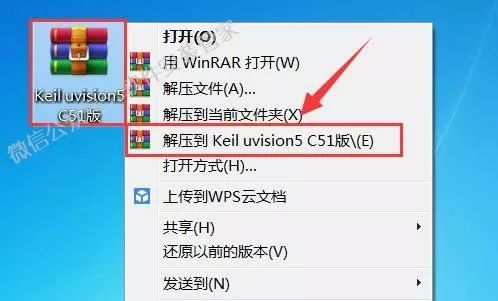 Keil uvision5
C51版
打开(O)
用 WinRAR 打开(W)
解压文件(A)...
解压到当前文件夹(X)
解压到 Keil uvision5 C51版\(E)
打开方式(H)...
上传到WPS云文档
共享(H)
还原以前的版本(V)
发送到(N)